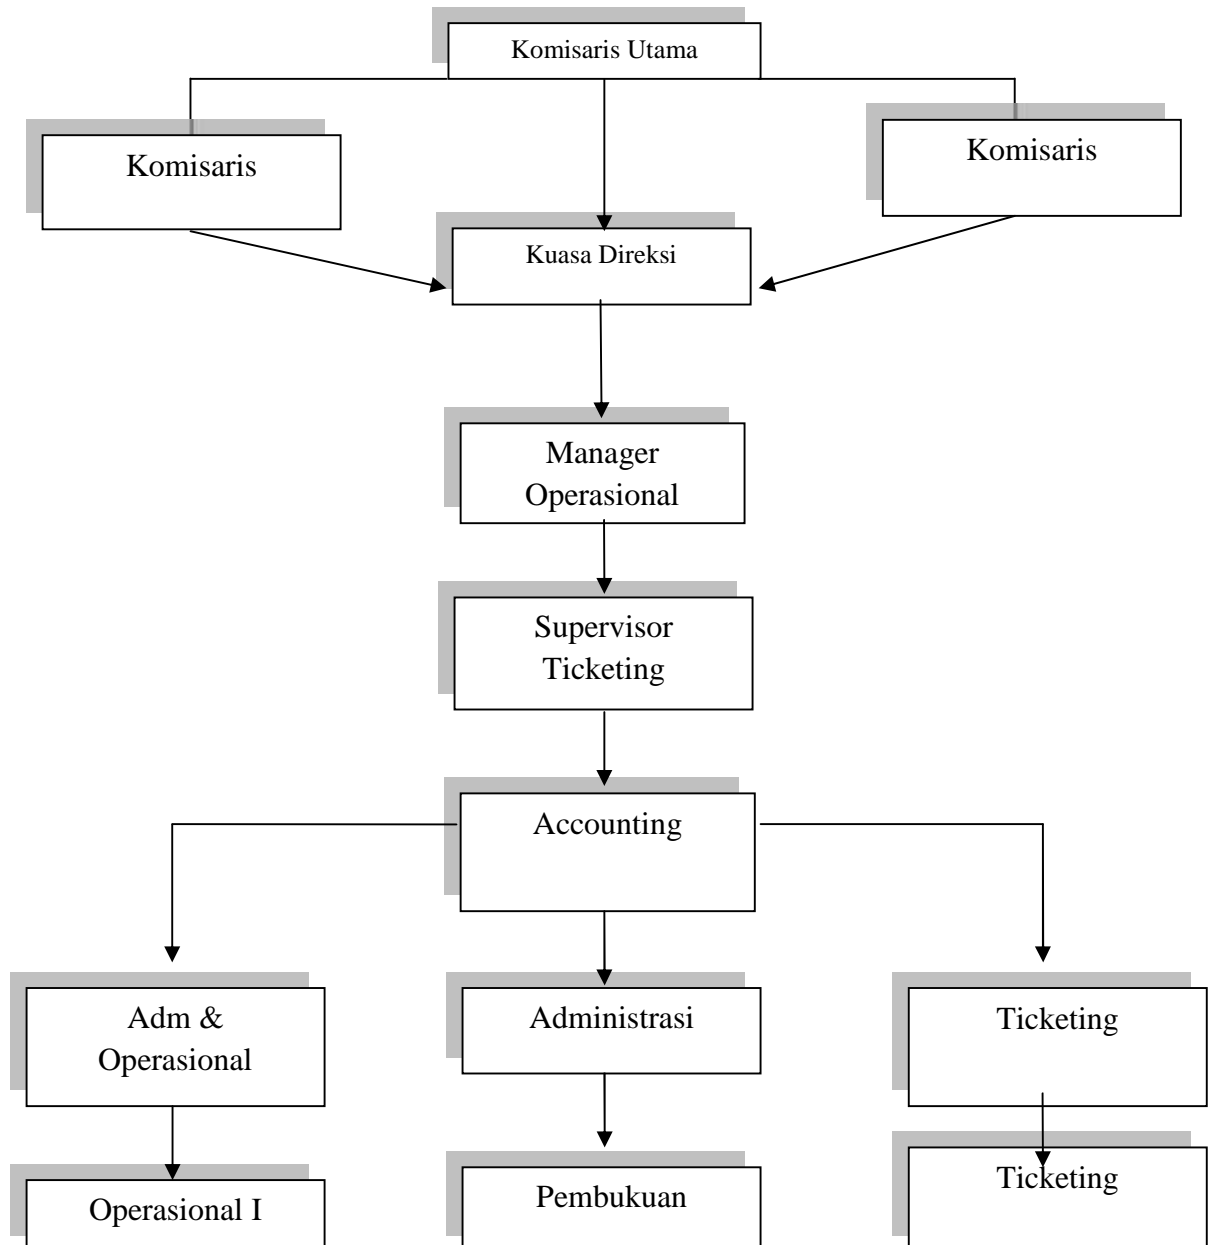 Komisaris Utama
Komisaris
Komisaris
Kuasa Direksi
Manager
Operasional
Supervisor
Ticketing
Accounting
Adm &
Operasional
Administrasi
Ticketing
Operasional I
Pembukuan
Ticketing